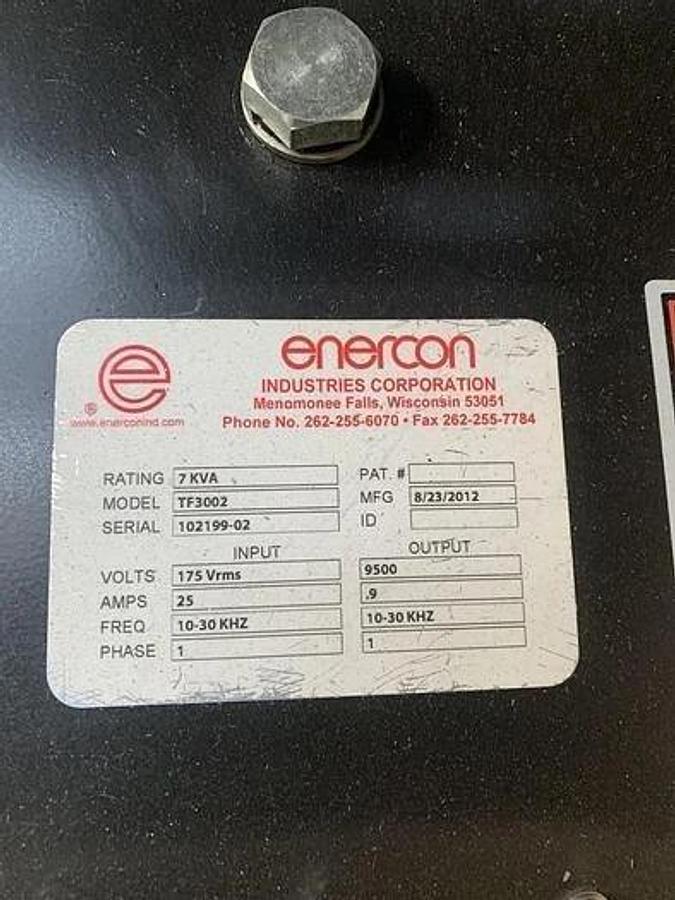 e
®
www.enerconind.com
enercon
INDUSTRIES CORPORATION
Menomonee Falls, Wisconsin 53051
Phone No. 262-255-6070 • Fax 262-255-7784
RATING 7 KVA PAT. #
MODEL TF3002 MFG 8/23/2012
SERIAL 102199-02 ID
INPUT OUTPUT
VOLTS 175 Vrms 9500
AMPS 25 .9
FREQ 10-30 KHZ 10-30 KHZ
PHASE 1 1